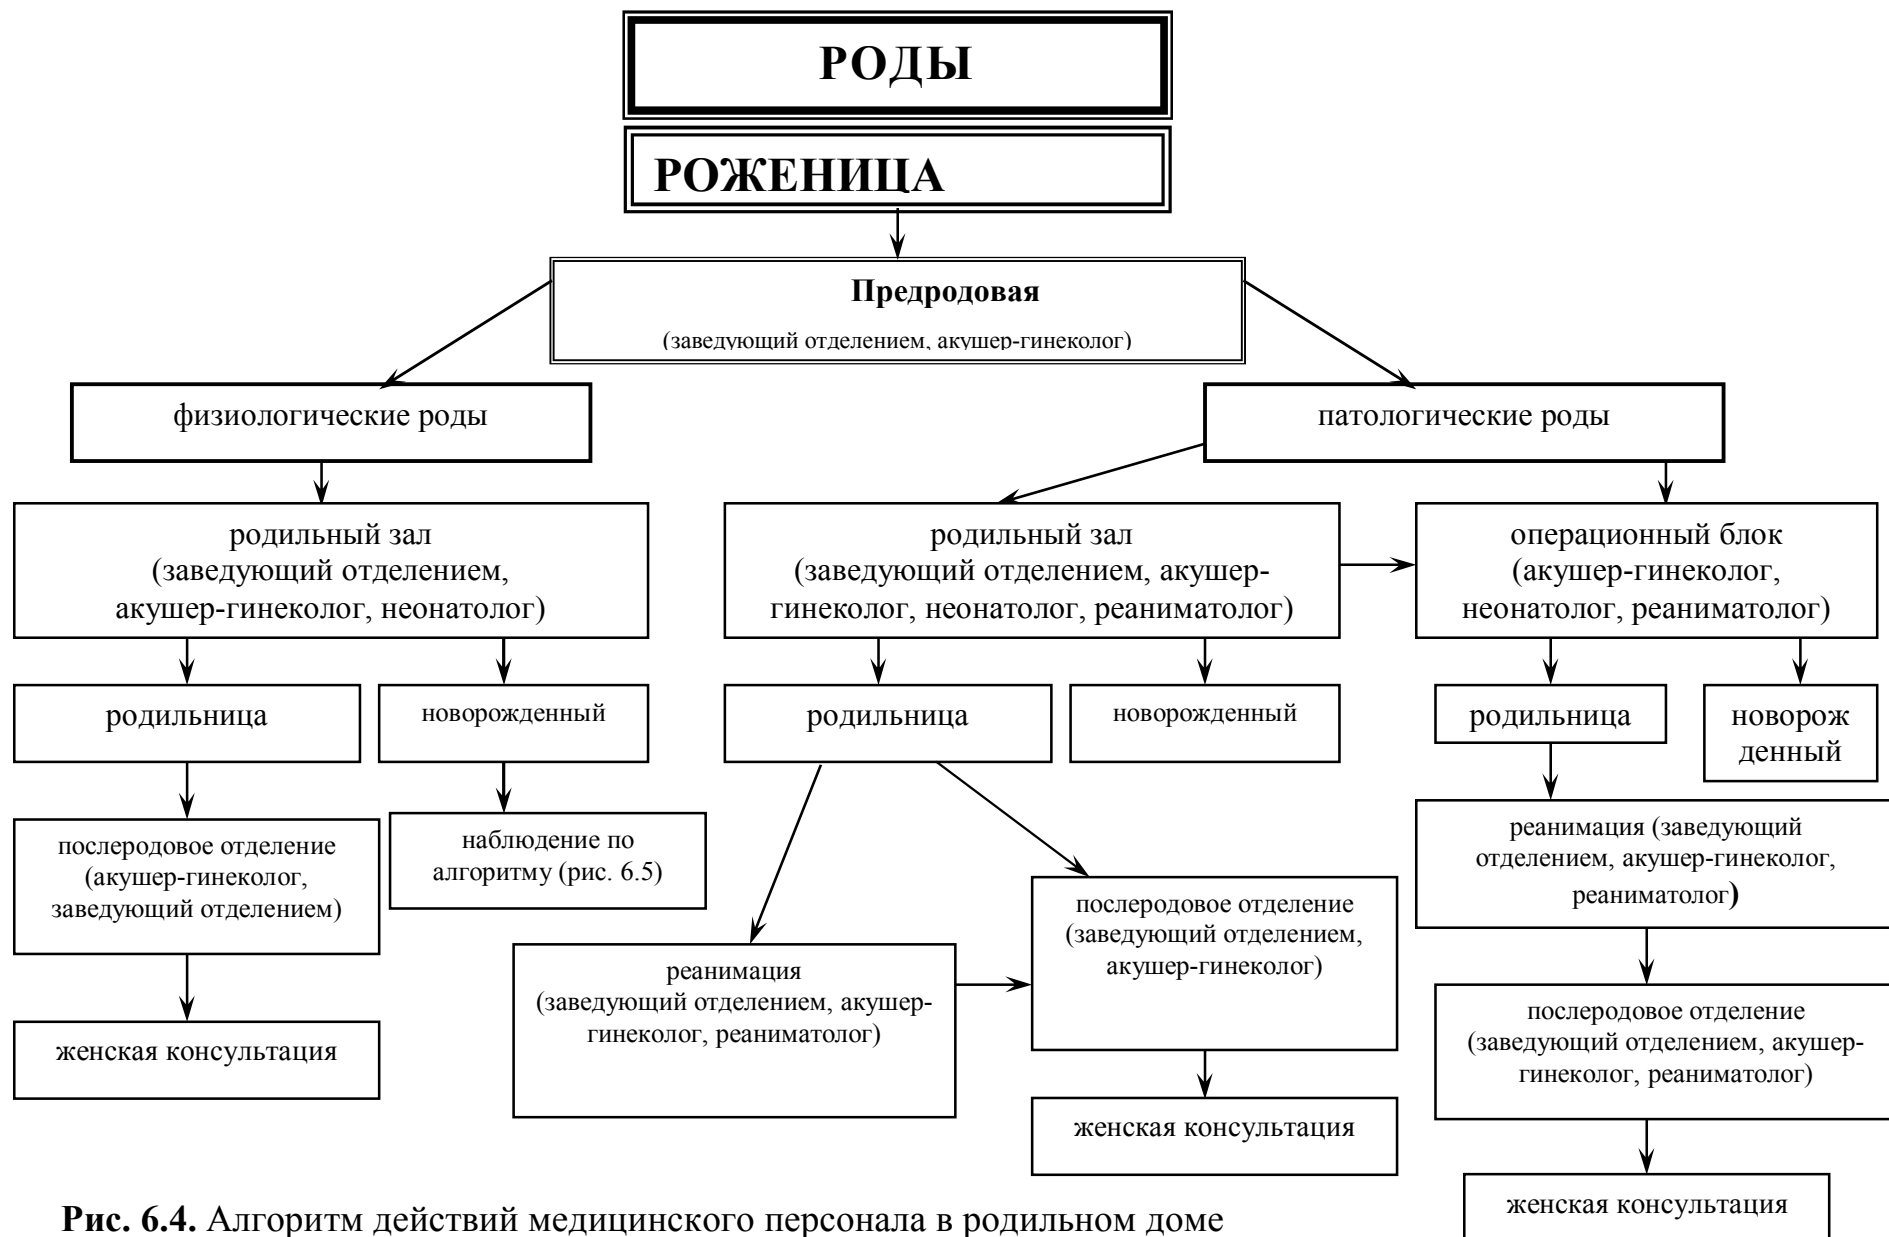 РОДЫ
РОЖЕНИЦА
Предродовая
(заведующий отделением, акушер-гинеколог)
физиологические роды
патологические роды
родильный зал
(заведующий отделением,
акушер-гинеколог, неонатолог)
родильный зал
(заведующий отделением, акушер-
гинеколог, неонатолог, реаниматолог)
операционный блок
(акушер-гинеколог,
неонатолог, реаниматолог)
родильница
новорожденный
родильница
новорожденный
родильница
новорож
денный
послеродовое отделение
(акушер-гинеколог,
заведующий отделением)
наблюдение по
алгоритму (рис. 6.5)
реанимация (заведующий
отделением, акушер-гинеколог,
реаниматолог)
послеродовое отделение
(заведующий отделением,
акушер-гинеколог)
реанимация
(заведующий отделением, акушер-
гинеколог, реаниматолог)
послеродовое отделение
(заведующий отделением, акушер-
гинеколог, реаниматолог)
женская консультация
женская консультация
женская консультация
Рис. 6.4. Алгоритм действий медицинского персонала в родильном доме